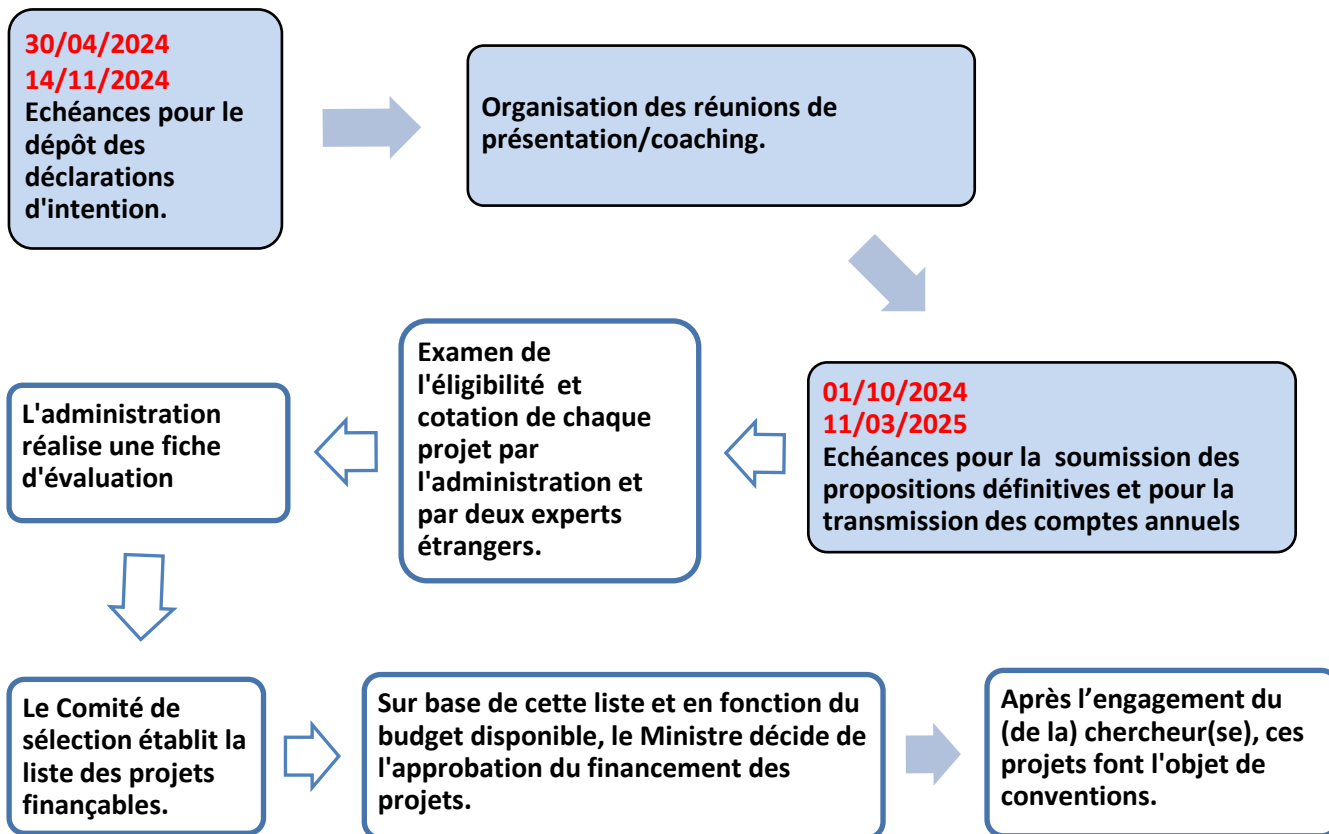 30/04/2024
14/11/2024
Echéances pour le
dépôt des
déclarations
d'intention.
Organisation des réunions de
présentation/coaching.
01/10/2024
11/03/2025
Echéances pour la  soumission des
propositions définitives et pour la
transmission des comptes annuels
Examen de
l'éligibilité  et
cotation de chaque
projet par
l'administration et
par deux experts
étrangers.
L'administration
réalise une fiche
d'évaluation
Le Comité de
sélection établit la
liste des projets
finançables.
Sur base de cette liste et en fonction du
budget disponible, le Ministre décide de
l'approbation du financement des
projets.
Après l’engagement du
(de la) chercheur(se), ces
projets font l'objet de
conventions.